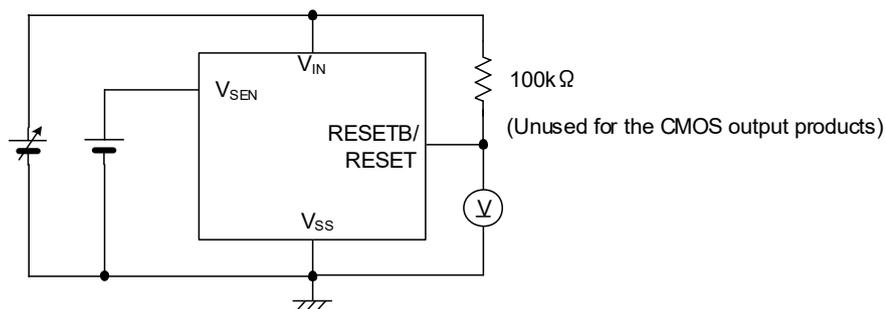 V_IN
V_SEN
100kΩ
(Unused for the CMOS output products)
RESETB/
RESET
V
V_SS